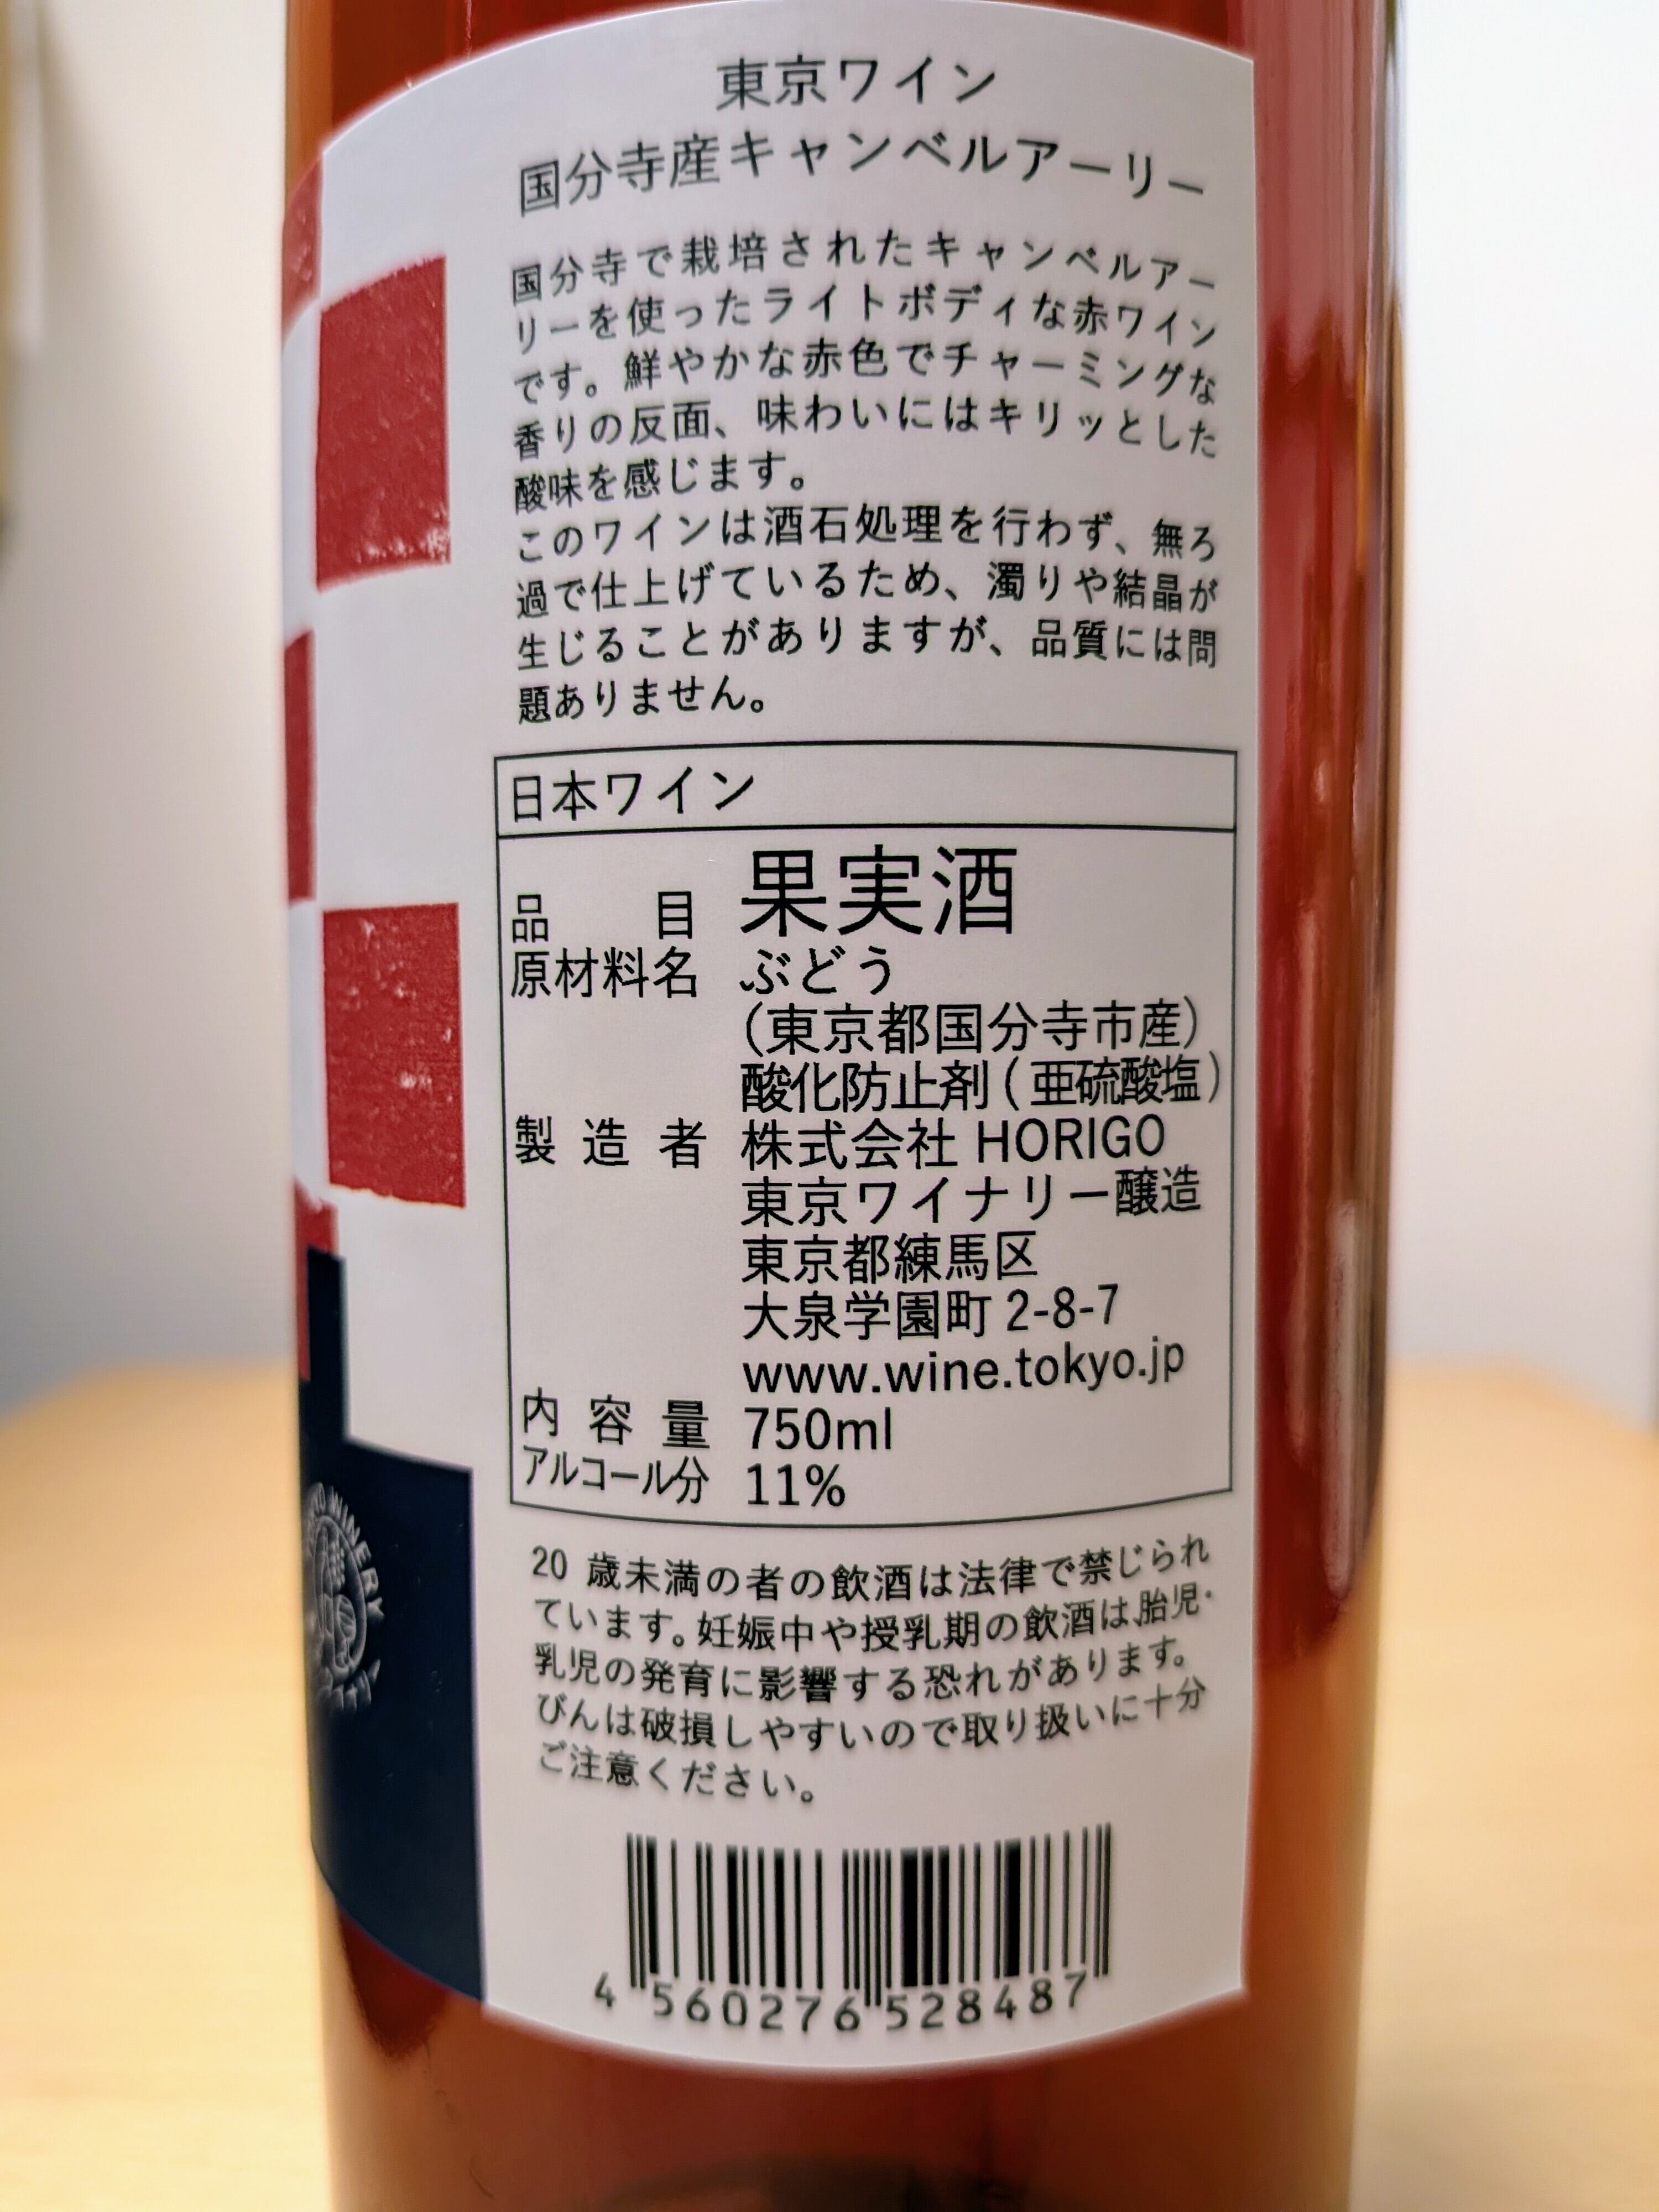 東京ワイン
国分寺産キャンベルアーリー
国分寺で栽培されたキャンベルアー
リーを使ったライトボディな赤ワイン
です。鮮やかな赤色でチャーミングな
香りの反面、味わいにはキリッとした
酸味を感じます。
このワインは酒石処理を行わず、無ろ
過で仕上げているため、濁りや結晶が
生じることがありますが、品質には問
題ありません。
日本ワイン
品目 果実酒
原材料名 ぶどう
(東京都国分寺市産)
酸化防止剤(亜硫酸塩)
製造者 株式会社 HORIGO
東京ワイナリー醸造
東京都練馬区
大泉学園町 2-8-7
www.wine.tokyo.jp
内容量 750ml
アルコール分 11%
20 歳未満の者の飲酒は法律で禁じられ
ています。妊娠中や授乳期の飲酒は、胎児・
乳児の発育に影響する恐れがあります。
びんは破損しやすいので取り扱いに十分
ご注意ください。
4 560276 528487
WINERY